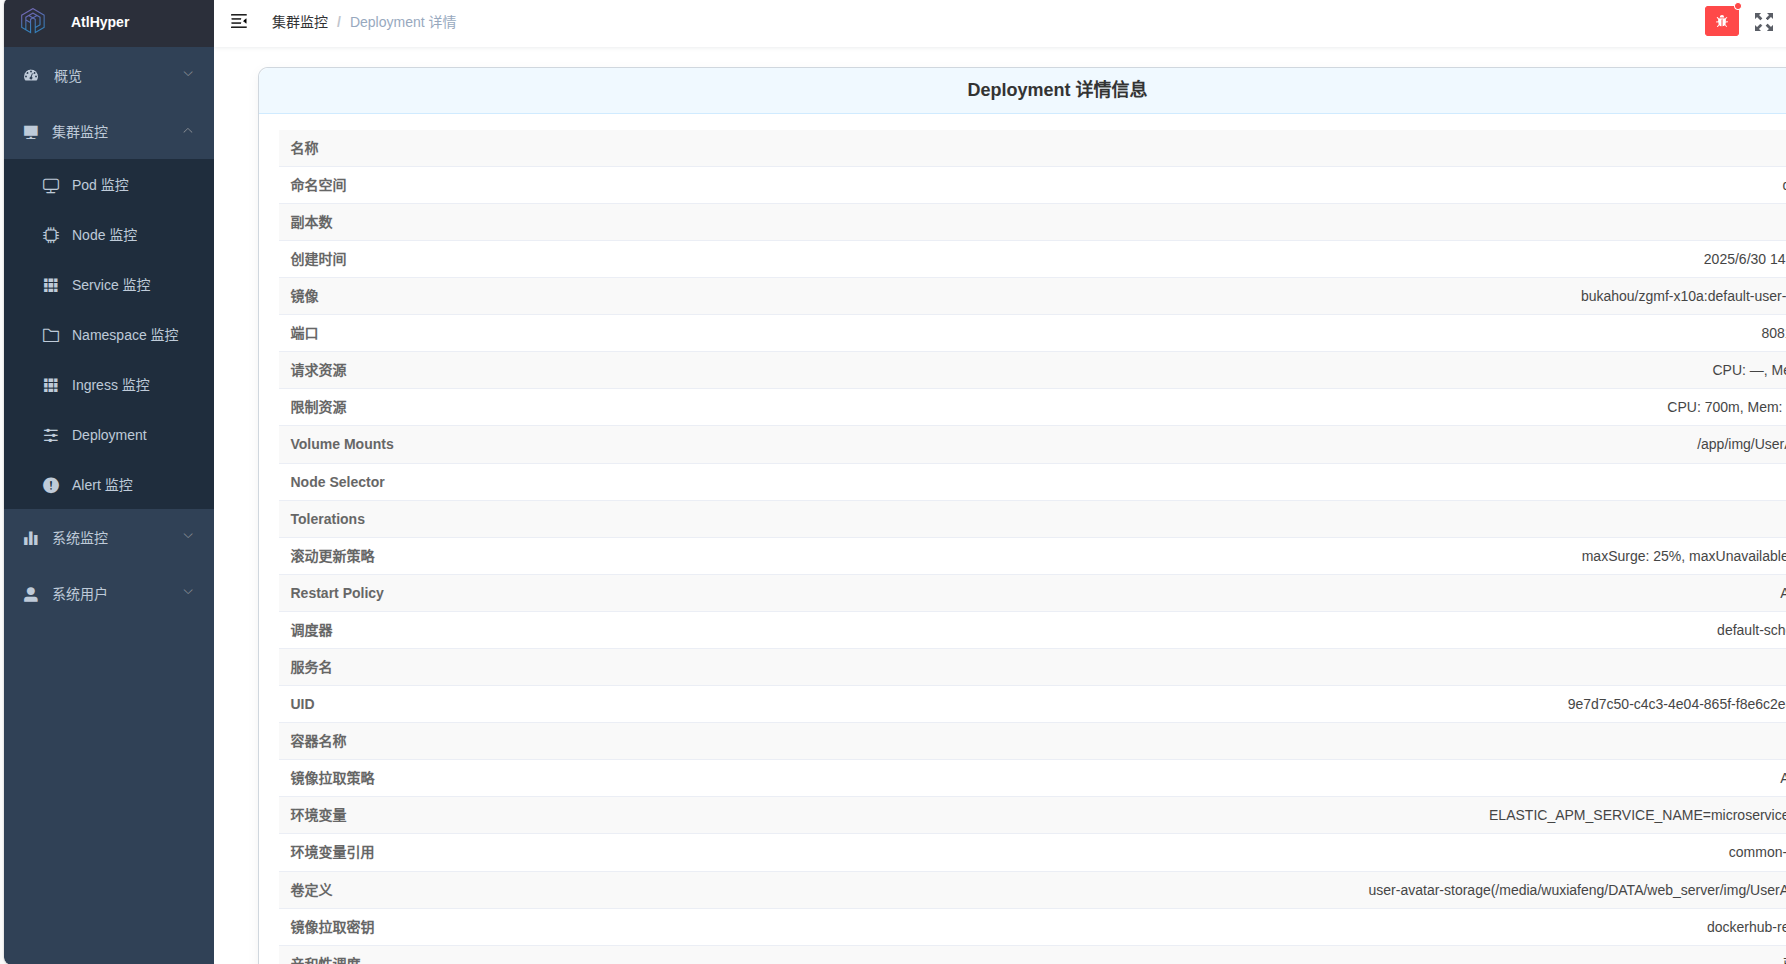 AtlHyper
集群监控 / Deployment 详情
概览
集群监控
Pod 监控
Node 监控
Service 监控
Namespace 监控
Ingress 监控
Deployment
Alert 监控
系统监控
系统用户
Deployment 详情信息
名称
命名空间
副本数
创建时间 2025/6/30 14
镜像 bukahou/zgmf-x10a:default-user-
端口 808
请求资源 CPU: —, Me
限制资源 CPU: 700m, Mem:
Volume Mounts /app/img/UserA
Node Selector
Tolerations
滚动更新策略 maxSurge: 25%, maxUnavailable
Restart Policy A
调度器 default-sch
服务名
UID 9e7d7c50-c4c3-4e04-865f-f8e6c2e
容器名称
镜像拉取策略 A
环境变量 ELASTIC_APM_SERVICE_NAME=microservice
环境变量引用 common-
卷定义 user-avatar-storage(/media/wuxiafeng/DATA/web_server/img/UserA
镜像拉取密钥 dockerhub-re
亲和性调度